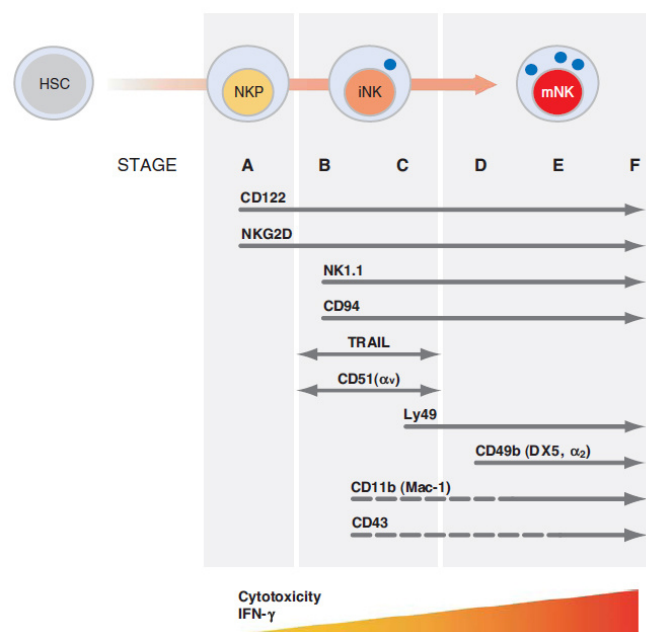 HSC
NKP
iNK
mNK
STAGE A B C D E F
CD122
NKG2D
NK1.1
CD94
TRAIL
CD51(αv)
Ly49
CD49b (DX5, α₂)
CD11b (Mac-1)
CD43
Cytotoxicity
IFN-γ